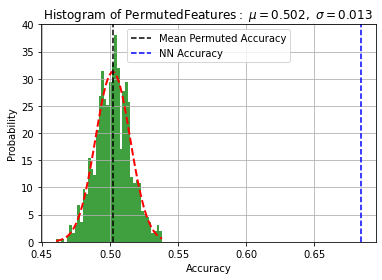 Histogram of PermutedFeatures : μ=0.502, σ=0.013
Mean Permuted Accuracy
NN Accuracy
Probability
40
35
30
25
20
15
10
5
0
0.45 0.50 0.55 0.60 0.65
Accuracy